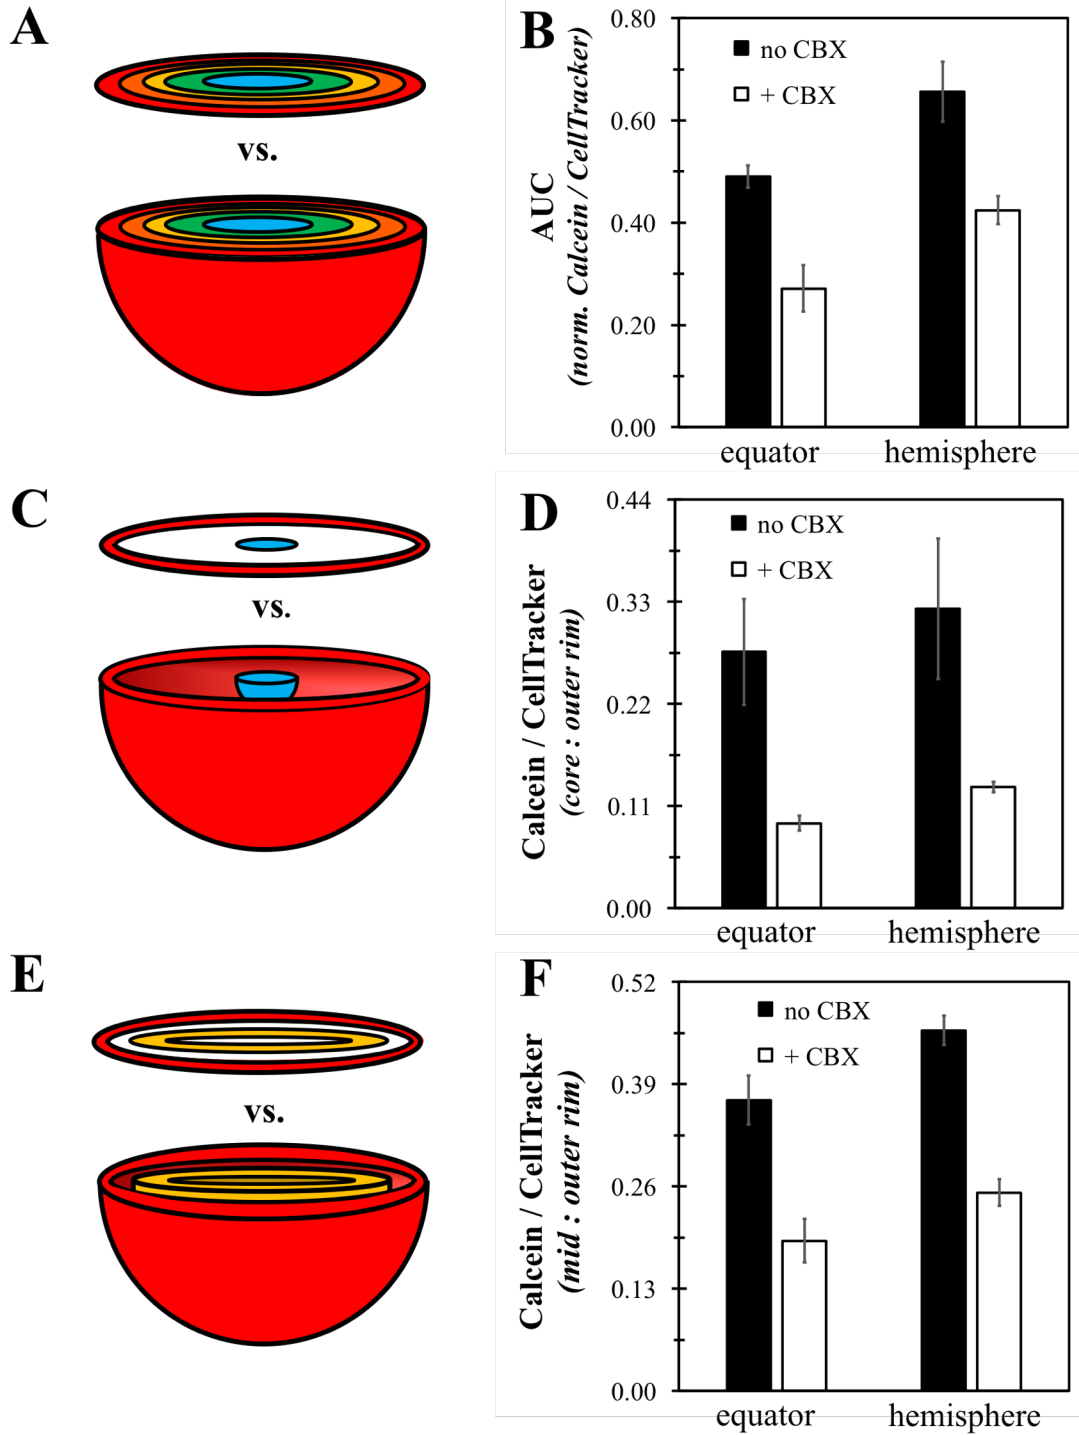 A
vs.
B
AUC
(norm. Calcein / CellTracker)
0.80
0.60
0.40
0.20
0.00
no CBX
+ CBX
equator
hemisphere
C
vs.
D
Calcein / CellTracker
(core : outer rim)
0.44
0.33
0.22
0.11
0.00
no CBX
+ CBX
equator
hemisphere
E
vs.
F
Calcein / CellTracker
(mid : outer rim)
0.52
0.39
0.26
0.13
0.00
no CBX
+ CBX
equator
hemisphere